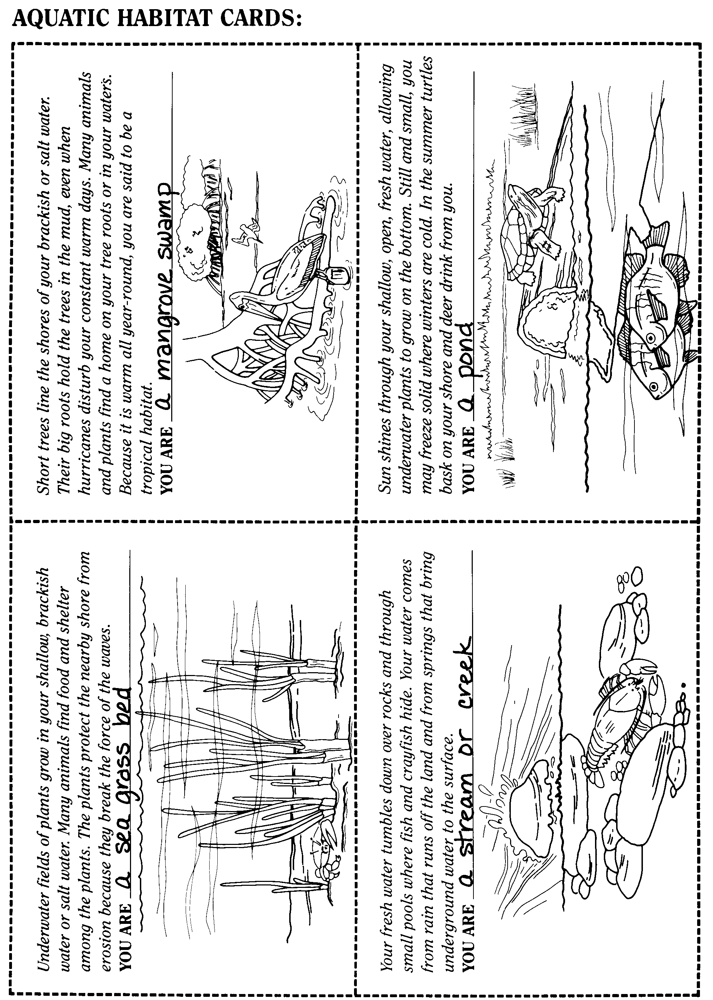 AQUATIC HABITAT CARDS:
Short trees line the shores of your brackish or salt water.
Their big roots hold the trees in the mud, even when
hurricanes disturb your constant warm days. Many animals
and plants find a home on your tree roots or in your waters.
Because it is warm all year-round, you are said to be a
tropical habitat.
YOU ARE a mangrove swamp
Sun shines through your shallow, open, fresh water, allowing
underwater plants to grow on the bottom. Still and small, you
may freeze solid where winters are cold. In the summer turtles
bask on your shore and deer drink from you.
YOU ARE a pond
Underwater fields of plants grow in your shallow, brackish
water or salt water. Many animals find food and shelter
among the plants. The plants protect the nearby shore from
erosion because they break the force of the waves.
YOU ARE a sea grass bed
Your fresh water tumbles down over rocks and through
small pools where fish and crayfish hide. Your water comes
from rain that runs off the land and from springs that bring
underground water to the surface.
YOU ARE a stream or creek